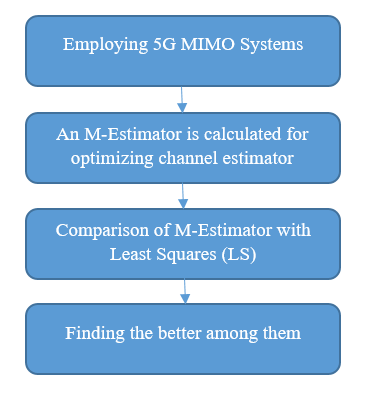 Employing 5G MIMO Systems
An M-Estimator is calculated for
optimizing channel estimator
Comparison of M-Estimator with
Least Squares (LS)
Finding the better among them